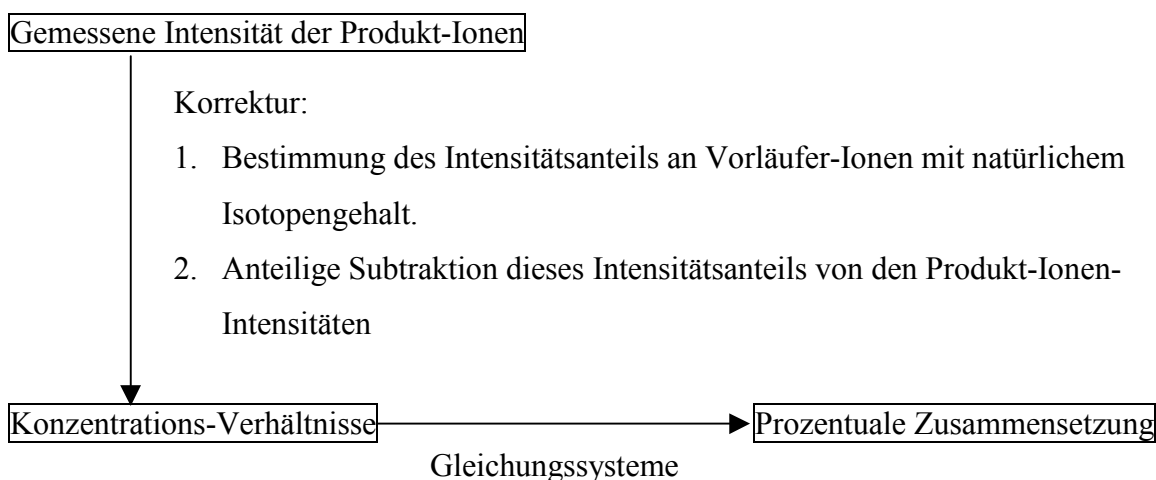 Gemessene Intensität der Produkt-Ionen
Korrektur:
1. Bestimmung des Intensitätsanteils an Vorläufer-Ionen mit natürlichem
Isotopengehalt.
2. Anteilige Subtraktion dieses Intensitätsanteils von den Produkt-Ionen-
Intensitäten
Konzentrations-Verhältnisse
Prozentuale Zusammensetzung
Gleichungssysteme